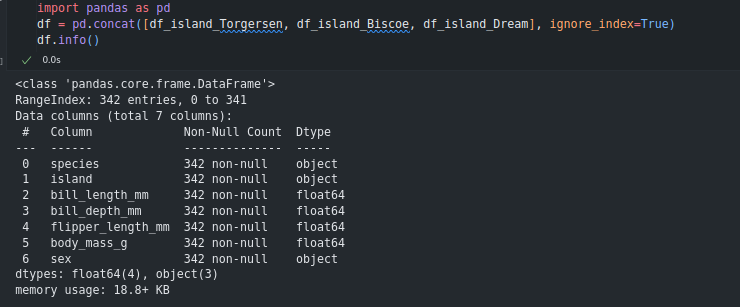 import pandas as pd
df = pd.concat([df_island_Torgersen, df_island_Biscoe, df_island_Dream], ignore_index=True)
df.info()
✓ 0.0s
<class 'pandas.core.frame.DataFrame'>
RangeIndex: 342 entries, 0 to 341
Data columns (total 7 columns):
 #   Column             Non-Null Count  Dtype
---  ------             --------------  -----
 0   species            342 non-null    object
 1   island             342 non-null    object
 2   bill_length_mm     342 non-null    float64
 3   bill_depth_mm      342 non-null    float64
 4   flipper_length_mm  342 non-null    float64
 5   body_mass_g        342 non-null    float64
 6   sex                342 non-null    object
dtypes: float64(4), object(3)
memory usage: 18.8+ KB